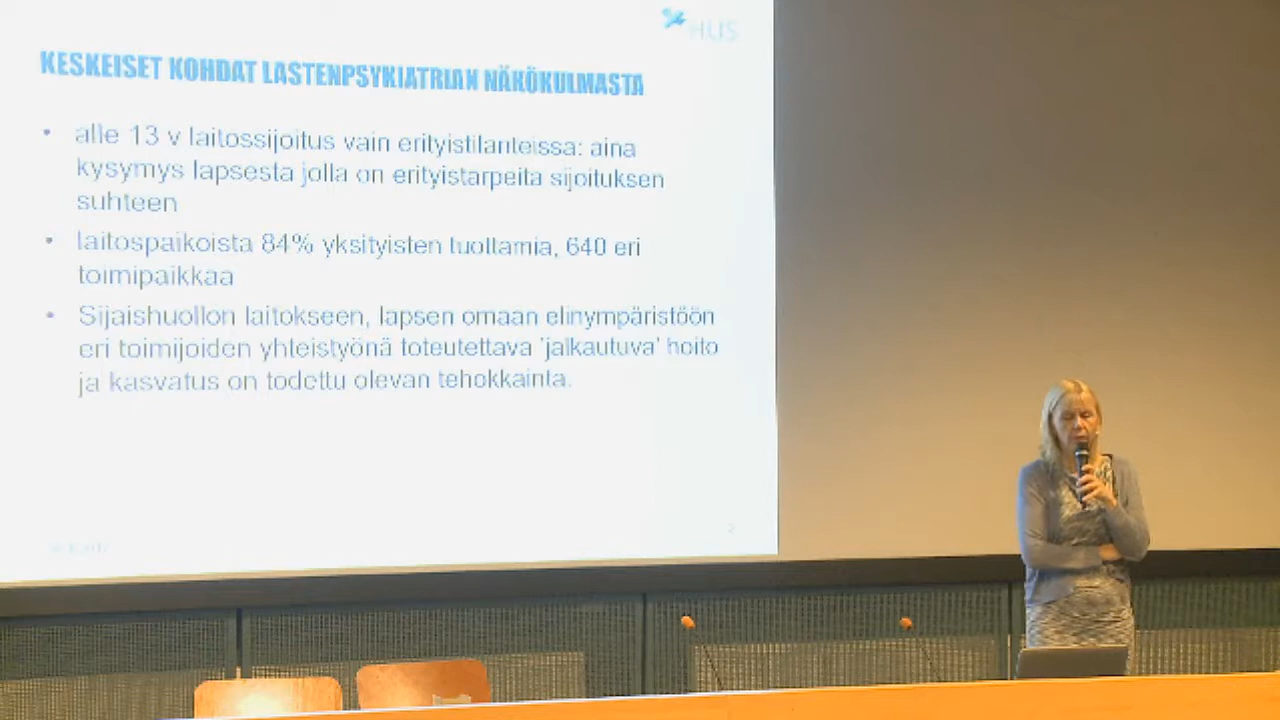 HUS
KESKEISET KOHDAT LASTENPSYKIATRIAN NÄKÖKULMASTA
• alle 13 v laitossijoitus vain erityistilanteissa: aina
kysymys lapsesta jolla on erityistarpeita sijoituksen
suhteen
• laitospaikoista 84% yksityisten tuottamia, 640 eri
toimipaikkaa
• Sijaishuollon laitokseen, lapsen omaan elinympäristöön
eri toimijoiden yhteistyönä toteutettava 'jalkautuva' hoito
ja kasvatus on todettu olevan tehokkainta.